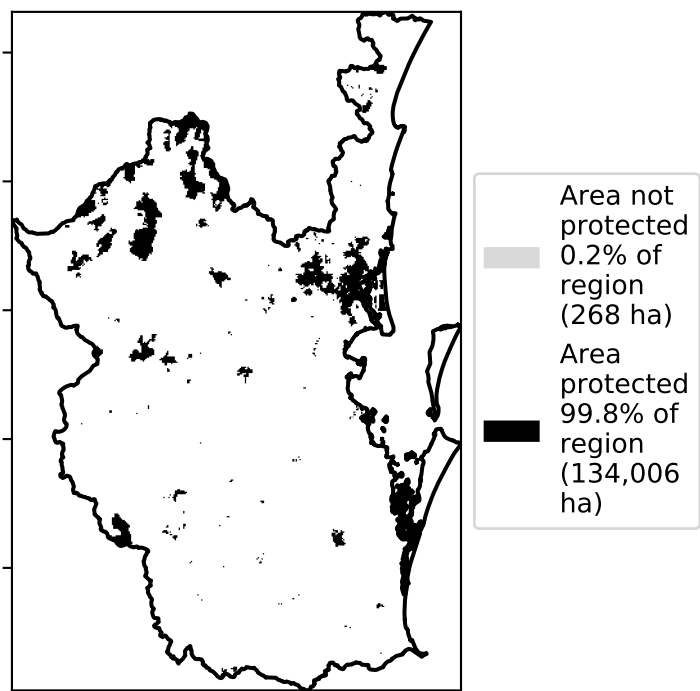 Area not
protected
0.2% of
region
(268 ha)
Area
protected
99.8% of
region
(134,006
ha)